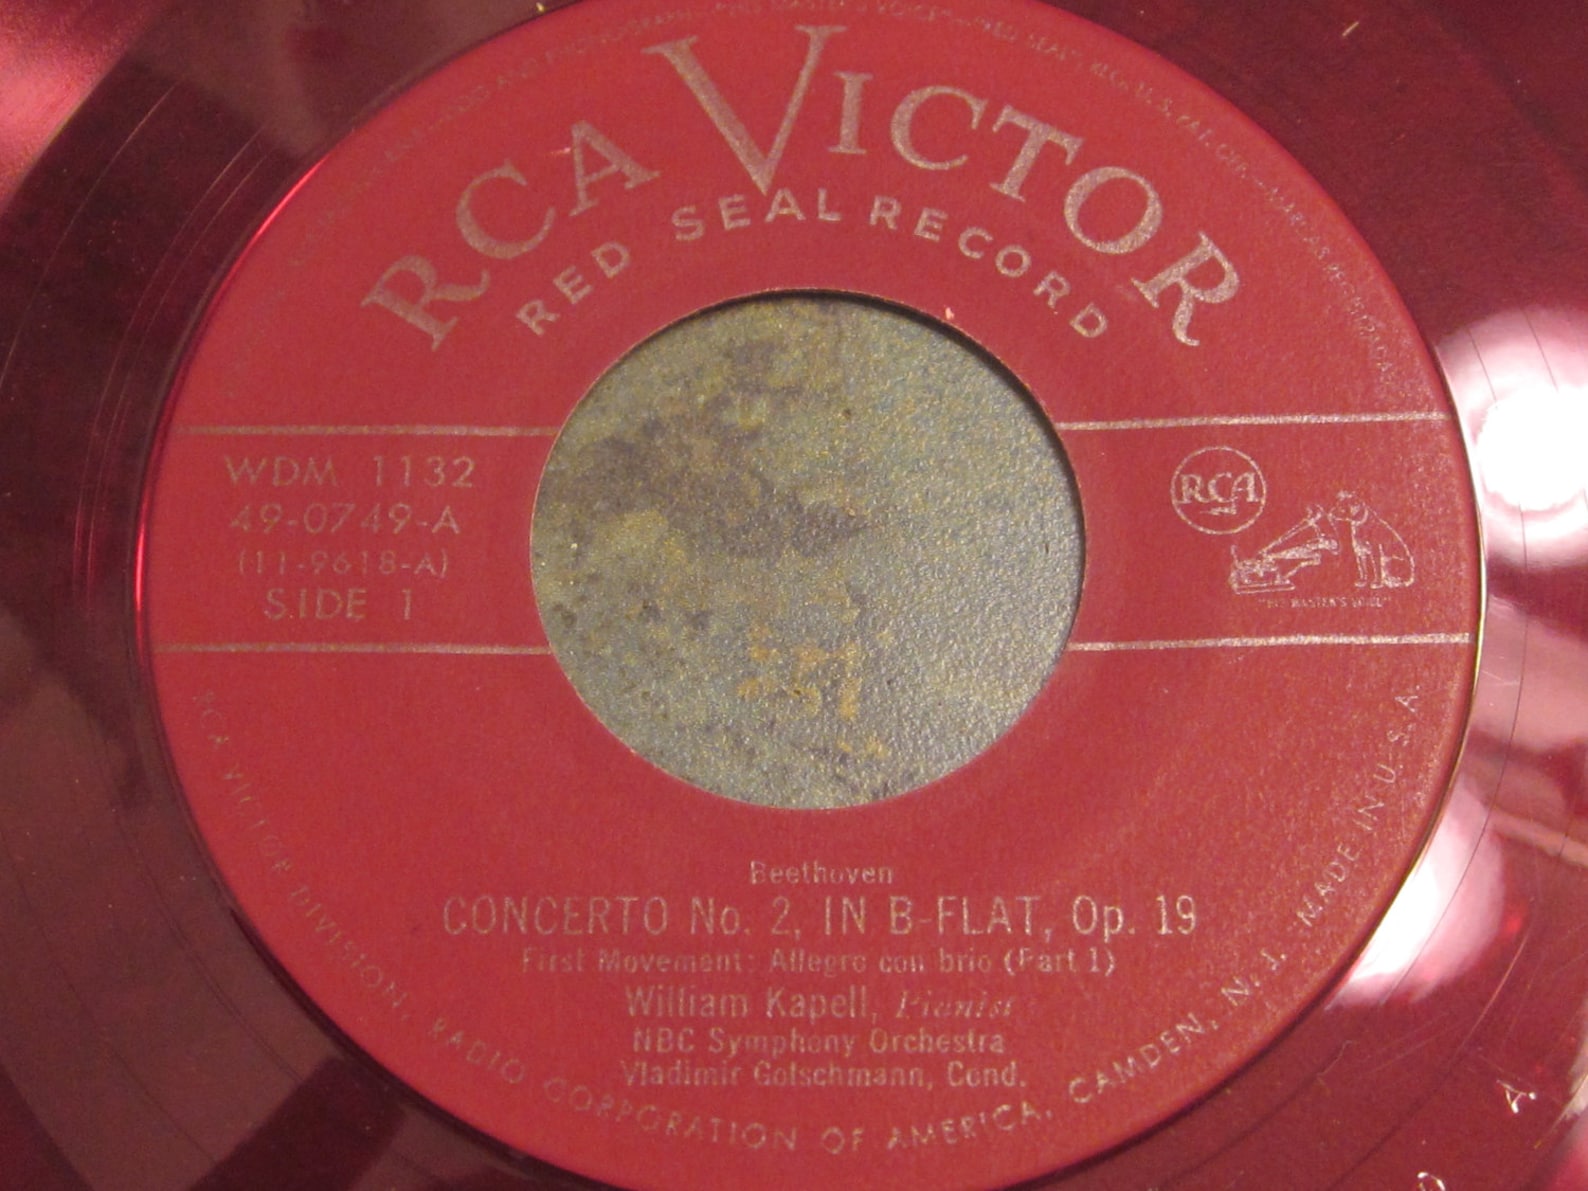 RCA VICTOR
RED SEAL RECORD
WDM 1132
49-0749-A
(11-9618-A)
SIDE 1
RCA
"HIS MASTER'S VOICE"
Beethoven
CONCERTO No. 2, IN B-FLAT, Op. 19
First Movement: Allegro con brio (Part 1)
William Kapell, Pianist
NBC Symphony Orchestra
Vladimir Golschmann, Cond.
RCA VICTOR DIVISION, RADIO CORPORATION OF AMERICA, CAMDEN, N. J. MADE IN U. S. A.
A